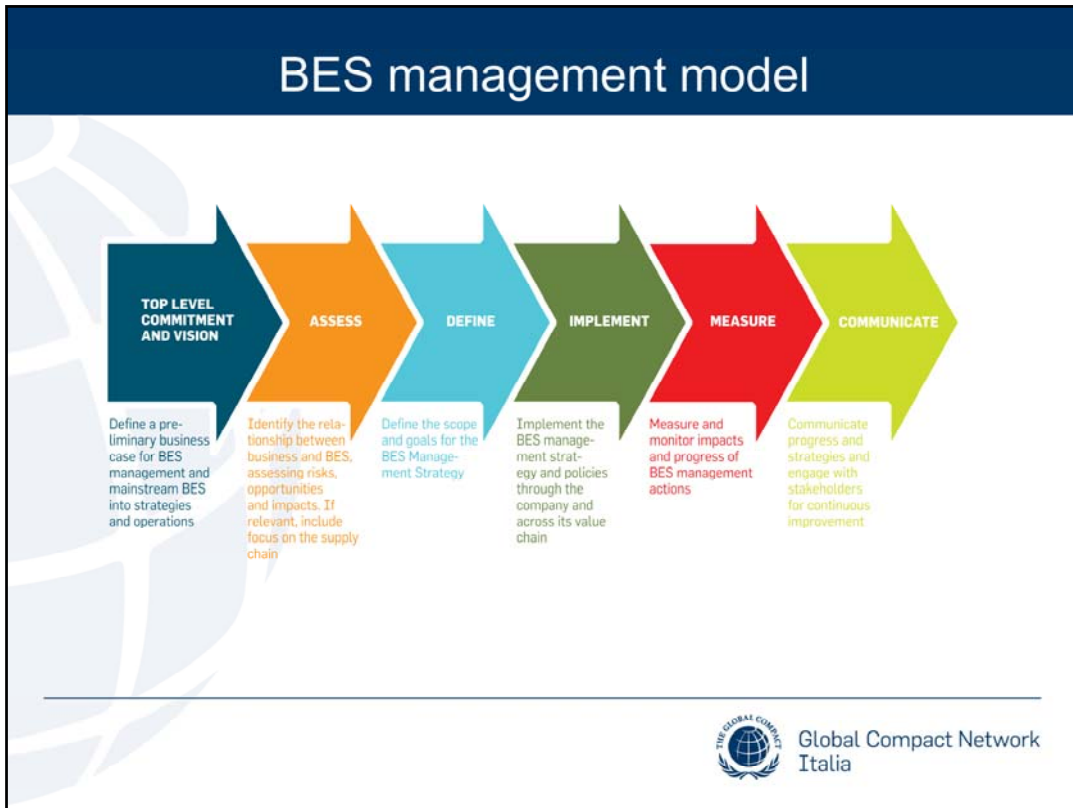 BES management model
TOP LEVEL
COMMITMENT
AND VISION
ASSESS
DEFINE
IMPLEMENT
MEASURE
COMMUNICATE
Define a pre-
liminary business
case for BES
management and
mainstream BES
into strategies
and operations
Identify the rela-
tionship between
business and BES,
assessing risks,
opportunities
and impacts. If
relevant, include
focus on the supply
chain
Define the scope
and goals for the
BES Manage-
ment Strategy
Implement the
BES manage-
ment strat-
egy and policies
through the
company and
across its value
chain
Measure and
monitor impacts
and progress of
BES management
actions
Communicate
progress and
strategies and
engage with
stakeholders
for continuous
improvement
THE GLOBAL COMPACT
Global Compact Network
Italia